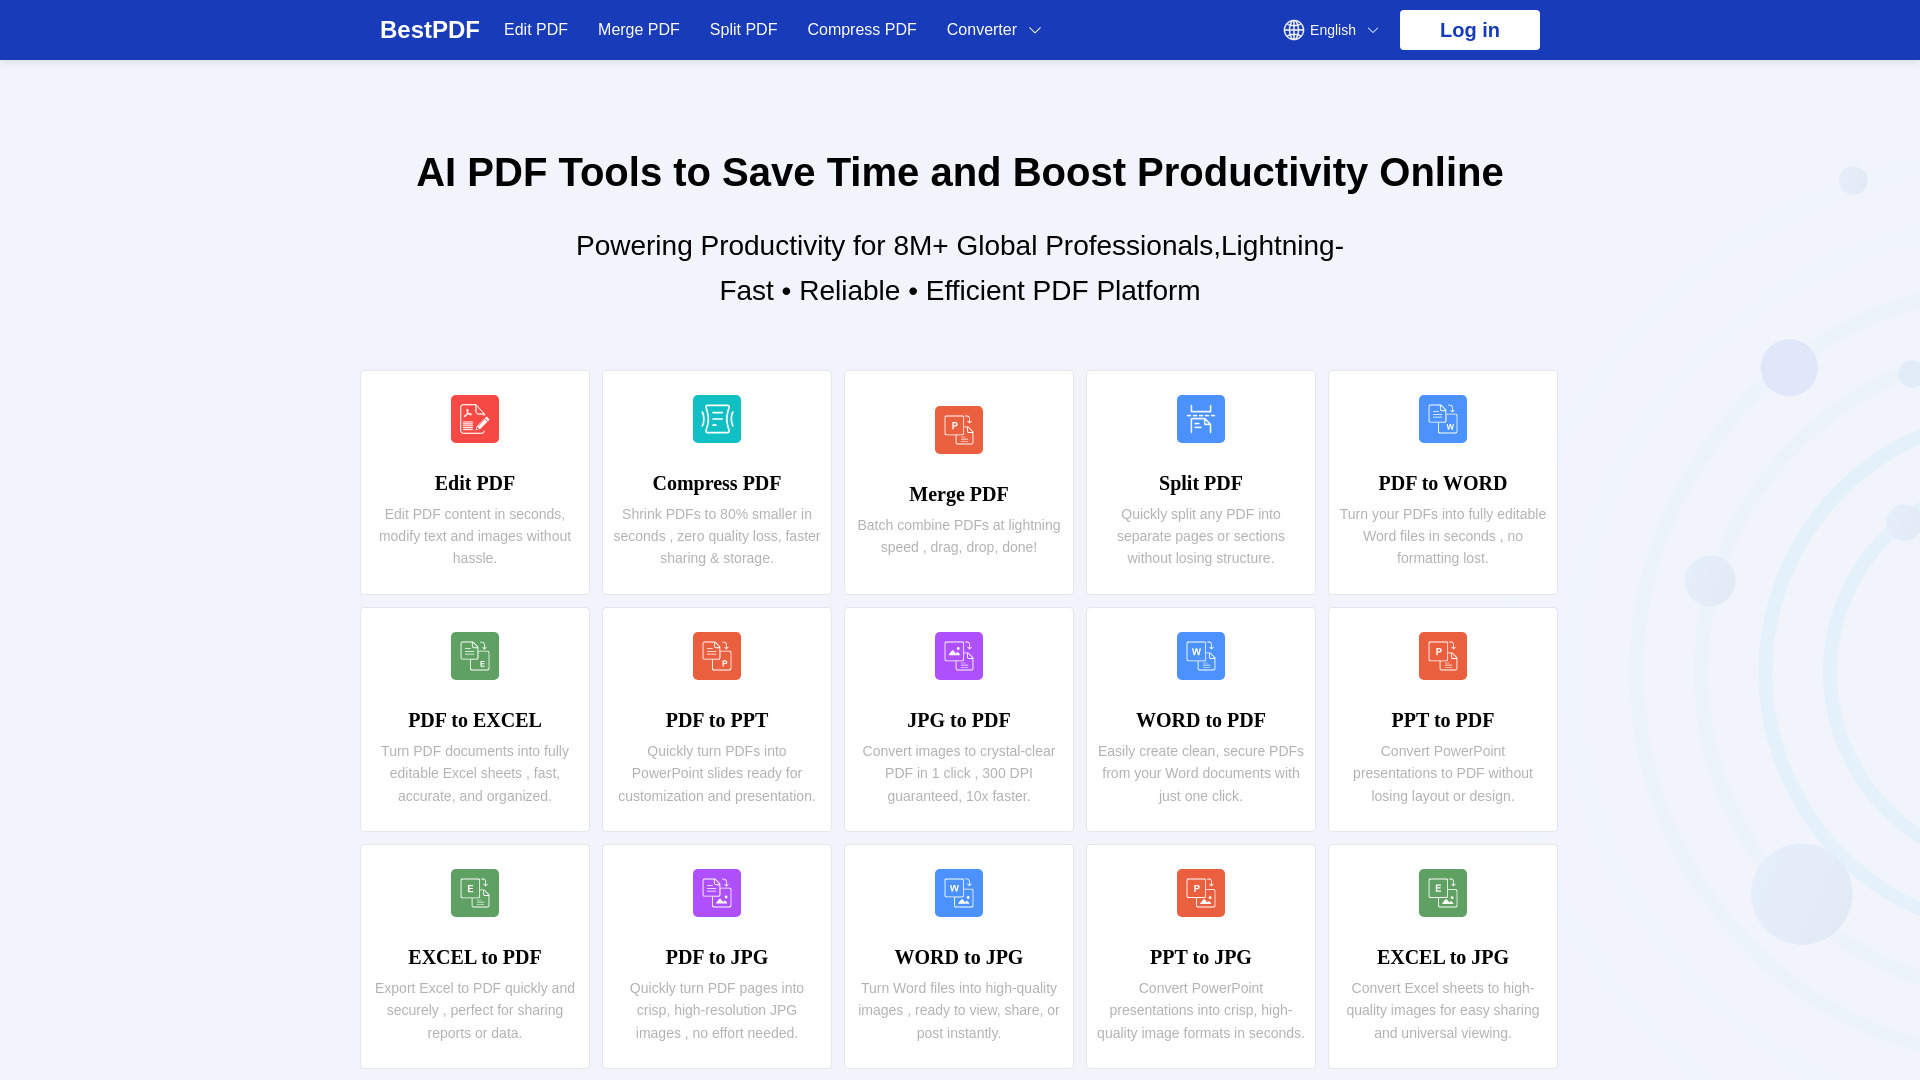 BestPDF Edit PDF Merge PDF Split PDF Compress PDF Converter English Log in
AI PDF Tools to Save Time and Boost Productivity Online
Powering Productivity for 8M+ Global Professionals,Lightning-
Fast • Reliable • Efficient PDF Platform
Edit PDF
Edit PDF content in seconds,
modify text and images without
hassle.
Compress PDF
Shrink PDFs to 80% smaller in
seconds , zero quality loss, faster
sharing & storage.
P
Merge PDF
Batch combine PDFs at lightning
speed , drag, drop, done!
Split PDF
Quickly split any PDF into
separate pages or sections
without losing structure.
W
PDF to WORD
Turn your PDFs into fully editable
Word files in seconds , no
formatting lost.
E
PDF to EXCEL
Turn PDF documents into fully
editable Excel sheets , fast,
accurate, and organized.
P
PDF to PPT
Quickly turn PDFs into
PowerPoint slides ready for
customization and presentation.
JPG to PDF
Convert images to crystal-clear
PDF in 1 click , 300 DPI
guaranteed, 10x faster.
W
WORD to PDF
Easily create clean, secure PDFs
from your Word documents with
just one click.
P
PPT to PDF
Convert PowerPoint
presentations to PDF without
losing layout or design.
E
EXCEL to PDF
Export Excel to PDF quickly and
securely , perfect for sharing
reports or data.
PDF to JPG
Quickly turn PDF pages into
crisp, high-resolution JPG
images , no effort needed.
W
WORD to JPG
Turn Word files into high-quality
images , ready to view, share, or
post instantly.
P
PPT to JPG
Convert PowerPoint
presentations into crisp, high-
quality image formats in seconds.
E
EXCEL to JPG
Convert Excel sheets to high-
quality images for easy sharing
and universal viewing.